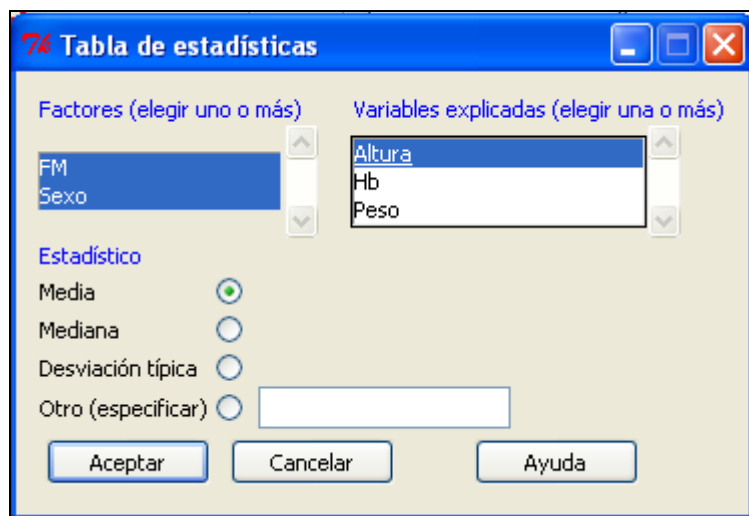 Tabla de estadísticas
Factores (elegir uno o más)
Variables explicadas (elegir una o más)
FM
Sexo
Altura
Hb
Peso
Estadístico
Media
Mediana
Desviación típica
Otro (especificar)
Aceptar
Cancelar
Ayuda